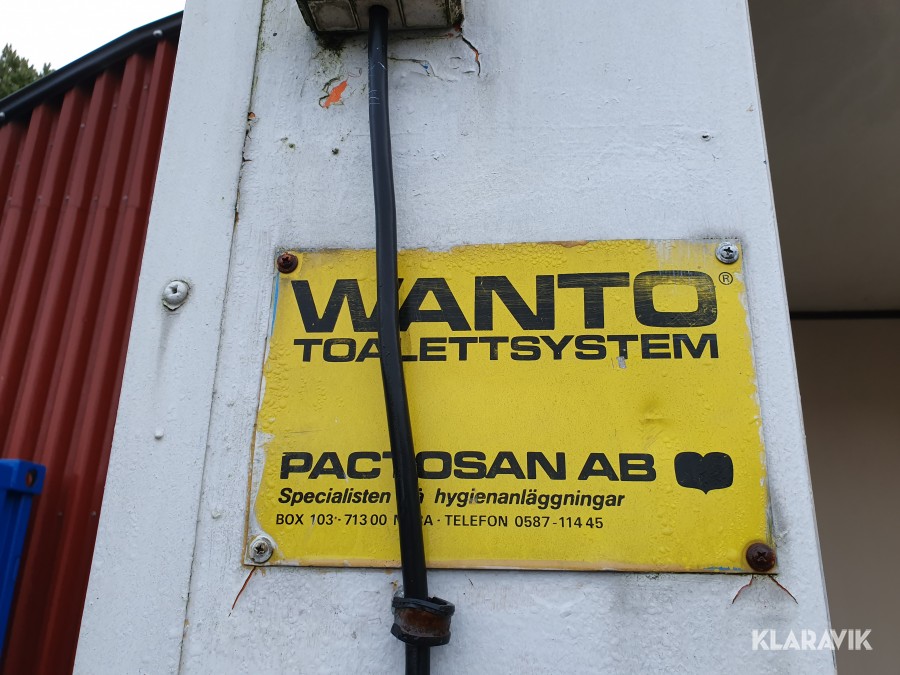 WANTO ®
TOALETTSYSTEM
PACTOSAN AB
Specialisten hygienanläggningar
BOX 103 · 713 00 · TELEFON 0587-114 45
KLARAVIK